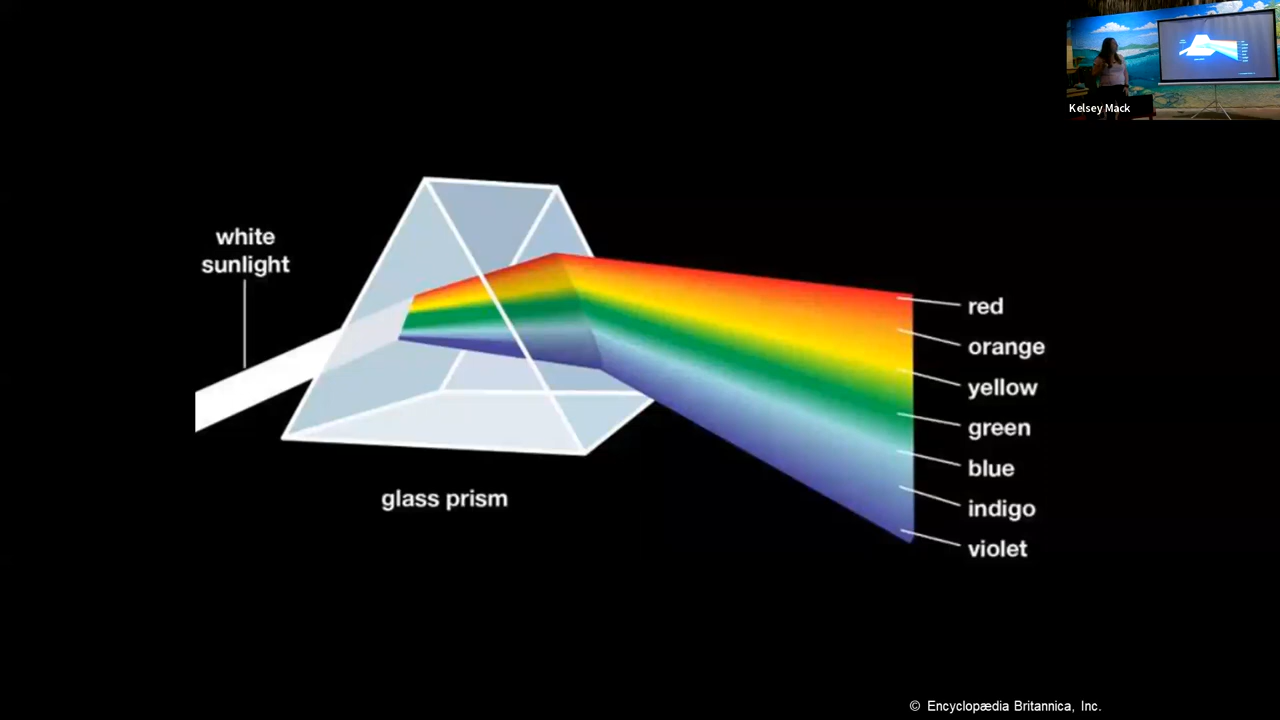 Kelsey Mack
white
sunlight
red
orange
yellow
green
blue
indigo
violet
glass prism
© Encyclopædia Britannica, Inc.